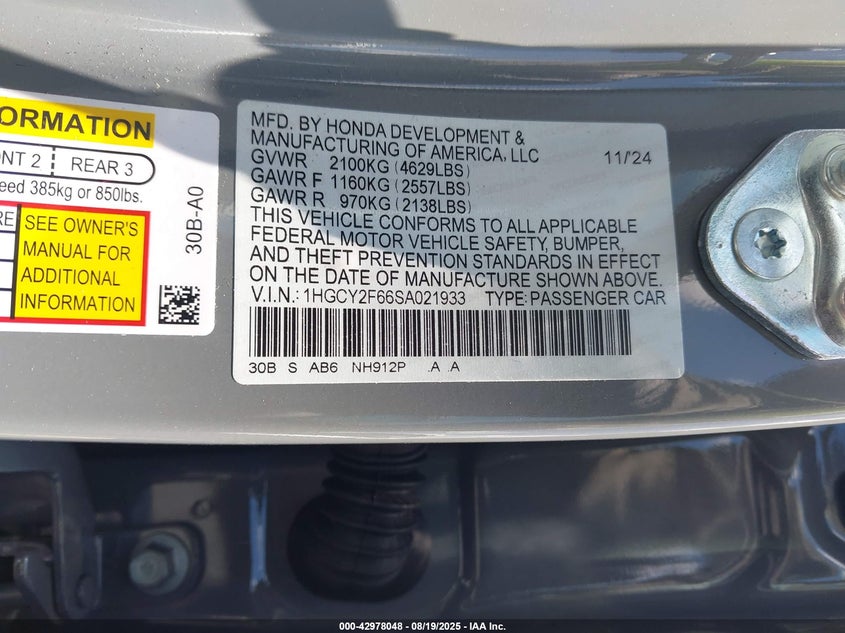 ORMATION
NT 2 REAR 3
eed 385kg or 850lbs.
RE
SEE OWNER'S
MANUAL FOR
ADDITIONAL
INFORMATION
30B-A0
MFD. BY HONDA DEVELOPMENT &
MANUFACTURING OF AMERICA, LLC 11/'24
GVWR 2100KG (4629LBS)
GAWR F 1160KG (2557LBS)
GAWR R 970KG (2138LBS)
THIS VEHICLE CONFORMS TO ALL APPLICABLE
FEDERAL MOTOR VEHICLE SAFETY, BUMPER,
AND THEFT PREVENTION STANDARDS IN EFFECT
ON THE DATE OF MANUFACTURE SHOWN ABOVE.
V.I.N.: 1HGCY2F66SA021933 TYPE:PASSENGER CAR
30B S AB6 NH912P .A .A
000-42978048 - 08/19/2025 - IAA Inc.